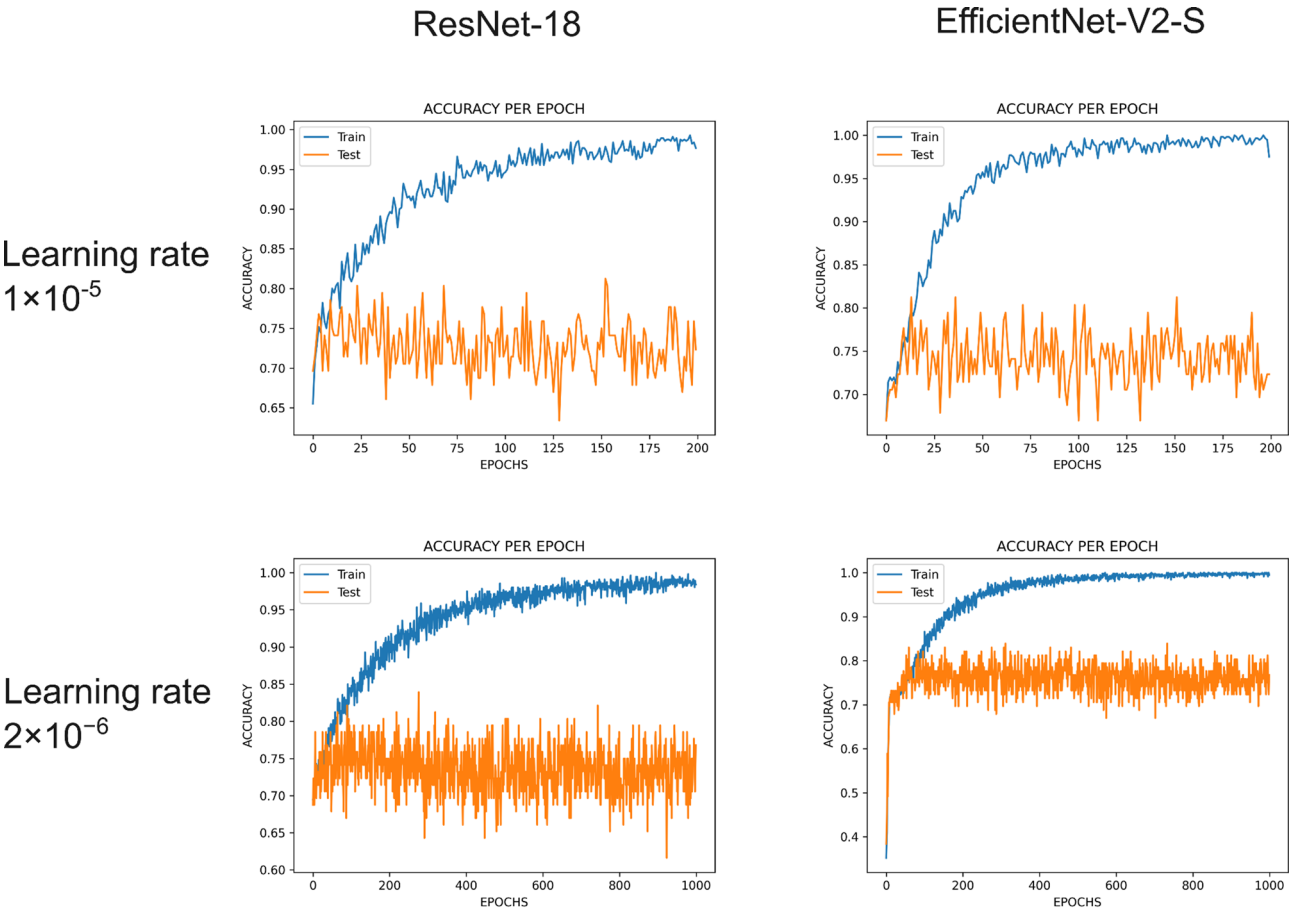 ResNet-18
EfficientNet-V2-S
Learning rate
1×10⁻⁵
ACCURACY PER EPOCH
Train
Test
ACCURACY
1.00
0.95
0.90
0.85
0.80
0.75
0.70
0.65
0 25 50 75 100 125 150 175 200
EPOCHS
ACCURACY PER EPOCH
Train
Test
ACCURACY
1.00
0.95
0.90
0.85
0.80
0.75
0.70
0 25 50 75 100 125 150 175 200
EPOCHS
Learning rate
2×10⁻⁶
ACCURACY PER EPOCH
Train
Test
ACCURACY
1.00
0.95
0.90
0.85
0.80
0.75
0.70
0.65
0.60
0 200 400 600 800 1000
EPOCHS
ACCURACY PER EPOCH
Train
Test
ACCURACY
1.0
0.9
0.8
0.7
0.6
0.5
0.4
0 200 400 600 800 1000
EPOCHS